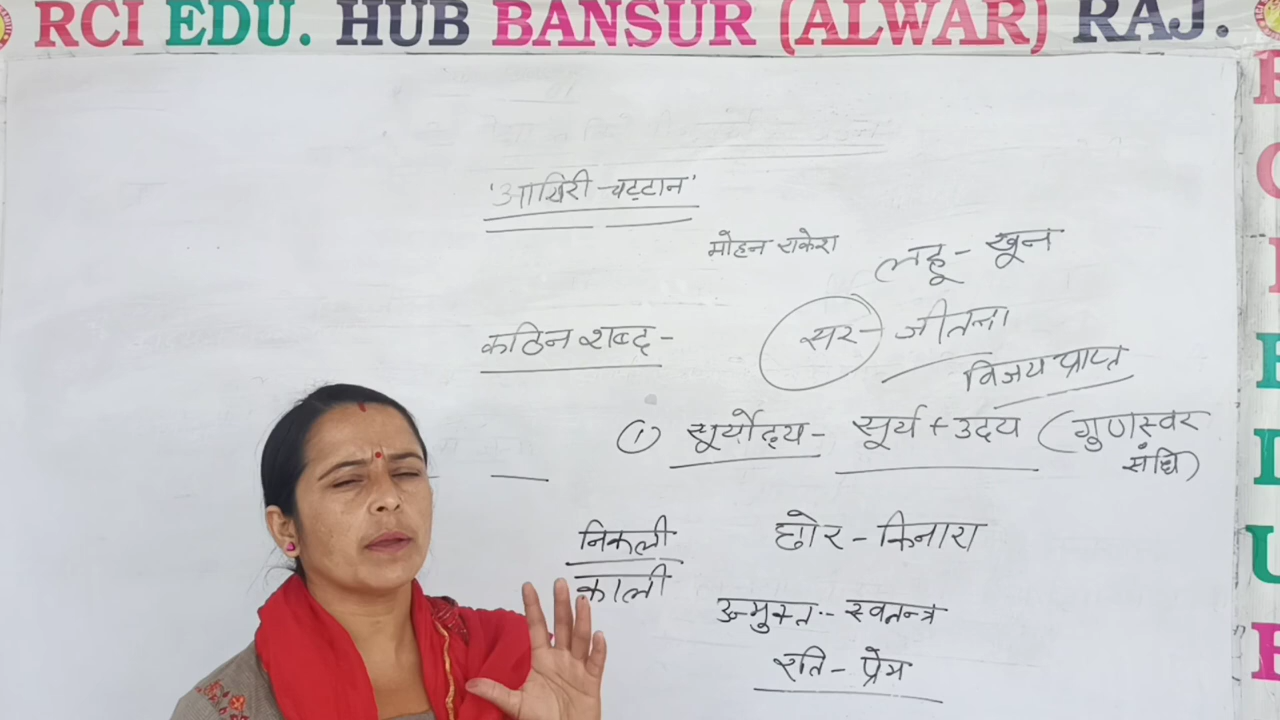 RCI EDU. HUB BANSUR (ALWAR) RAJ.
'आखिरी चट्टान'
मोहन राकेश
लहू - खून
सर - जीतना
विजय प्राप्त
कठिन शब्द -
① सूर्योदय - सूर्य + उदय (गुणस्वर संधि)
निकली
काली
छोर - किनारा
उन्मुक्त - स्वतन्त्र
रति - प्रेम